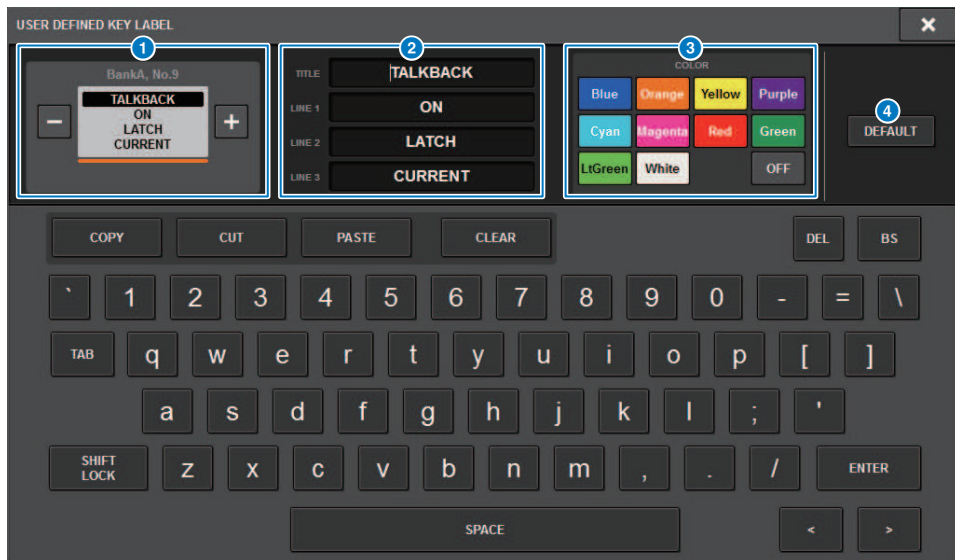 USER DEFINED KEY LABEL ×
1
BankA, No.9
TALKBACK
ON
LATCH
CURRENT
− +
2
TITLE TALKBACK
LINE 1 ON
LINE 2 LATCH
LINE 3 CURRENT
3
COLOR
Blue Orange Yellow Purple
Cyan Magenta Red Green
LtGreen White OFF
4
DEFAULT
COPY CUT PASTE CLEAR DEL BS
` 1 2 3 4 5 6 7 8 9 0 - = \
TAB q w e r t y u i o p [ ]
a s d f g h j k l ; '
SHIFT LOCK z x c v b n m , . / ENTER
SPACE < >